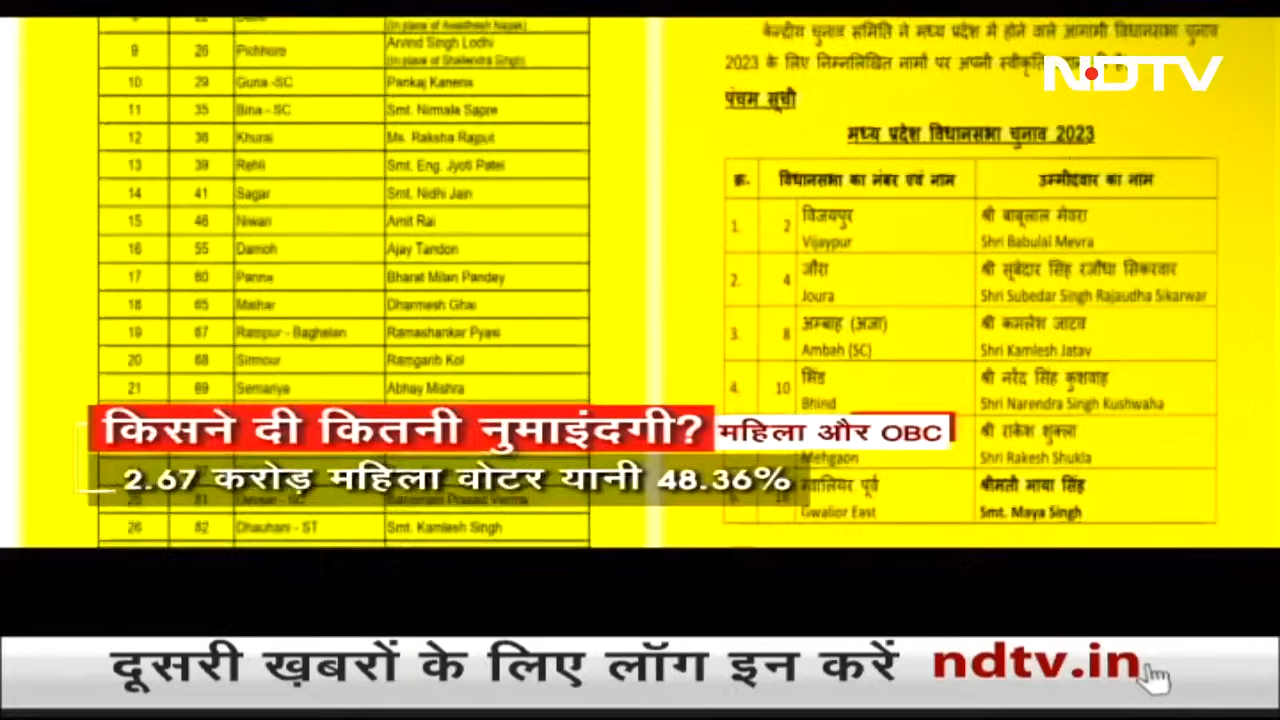 9 26 Pichhore Arvind Singh Lodhi
(In place of Shailendra Singh)
10 29 Guna -SC Pankaj Kaneria
11 35 Bina - SC Smt. Nirmala Sapre
12 36 Khurai Ms. Raksha Rajput
13 39 Rehli Smt. Eng. Jyoti Patel
14 41 Sagar Smt. Nidhi Jain
15 46 Niwari Amit Rai
16 55 Damoh Ajay Tandon
17 60 Panna Bharat Milan Pandey
18 65 Maihar Dharmesh Ghai
19 67 Rampur - Baghelan Ramashankar Pyasi
20 68 Sirmour Ramgarib Kol
21 69 Semariya Abhay Mishra
26 82 Dhauhani - ST Smt. Kamlesh Singh
केन्द्रीय चुनाव समिति ने मध्य प्रदेश में होने वाले आगामी विधानसभा चुनाव
2023 के लिए निम्नलिखित नामों पर अपनी स्वीकृति
NDTV
पंचम सूची
मध्य प्रदेश विधानसभा चुनाव 2023
क्र. विधानसभा का नंबर एवं नाम उम्मीदवार का नाम
1. 2 विजयपुर श्री बाबूलाल मेवरा
Vijaypur Shri Babulal Mevra
2. 4 जौरा श्री सूबेदार सिंह रजौधा सिकरवार
Joura Shri Subedar Singh Rajaudha Sikarwar
3. 8 अम्बाह (अजा) श्री कमलेश जाटव
Ambah (SC) Shri Kamlesh Jatav
4. 10 भिंड श्री नरेंद्र सिंह कुशवाह
Bhind Shri Narendra Singh Kushwaha
श्री राकेश शुक्ला
Mehgaon Shri Rakesh Shukla
ग्वालियर पूर्व श्रीमती माया सिंह
Gwalior East Smt. Maya Singh
किसने दी कितनी नुमाइंदगी? महिला और OBC
2.67 करोड़ महिला वोटर यानी 48.36%
दूसरी ख़बरों के लिए लॉग इन करें ndtv.in